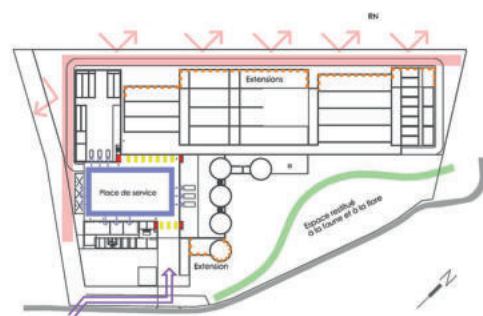 RN
Extensions
Place de service
Espace restitué
à la faune et à la flore
Extension
N